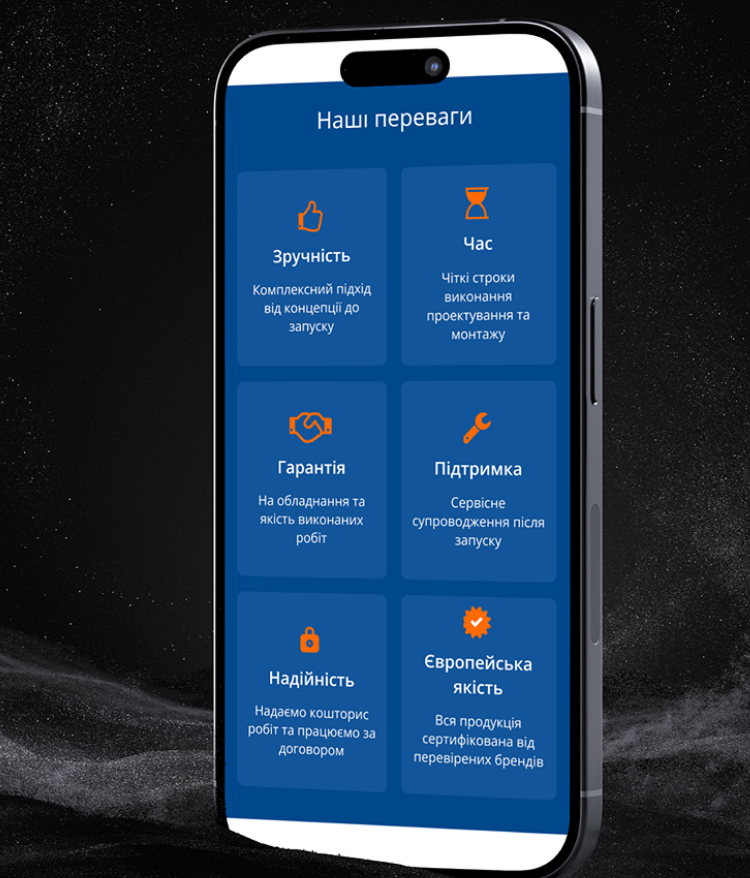 Наші переваги
Зручність
Комплексний підхід
від концепції до
запуску
Час
Чіткі строки
виконання
проектування та
монтажу
Гарантія
На обладнання та
якість виконаних
робіт
Підтримка
Сервісне
супроводження після
запуску
Надійність
Надаємо кошторис
робіт та працюємо за
договором
Європейська
якість
Вся продукція
сертифікована від
перевірених брендів